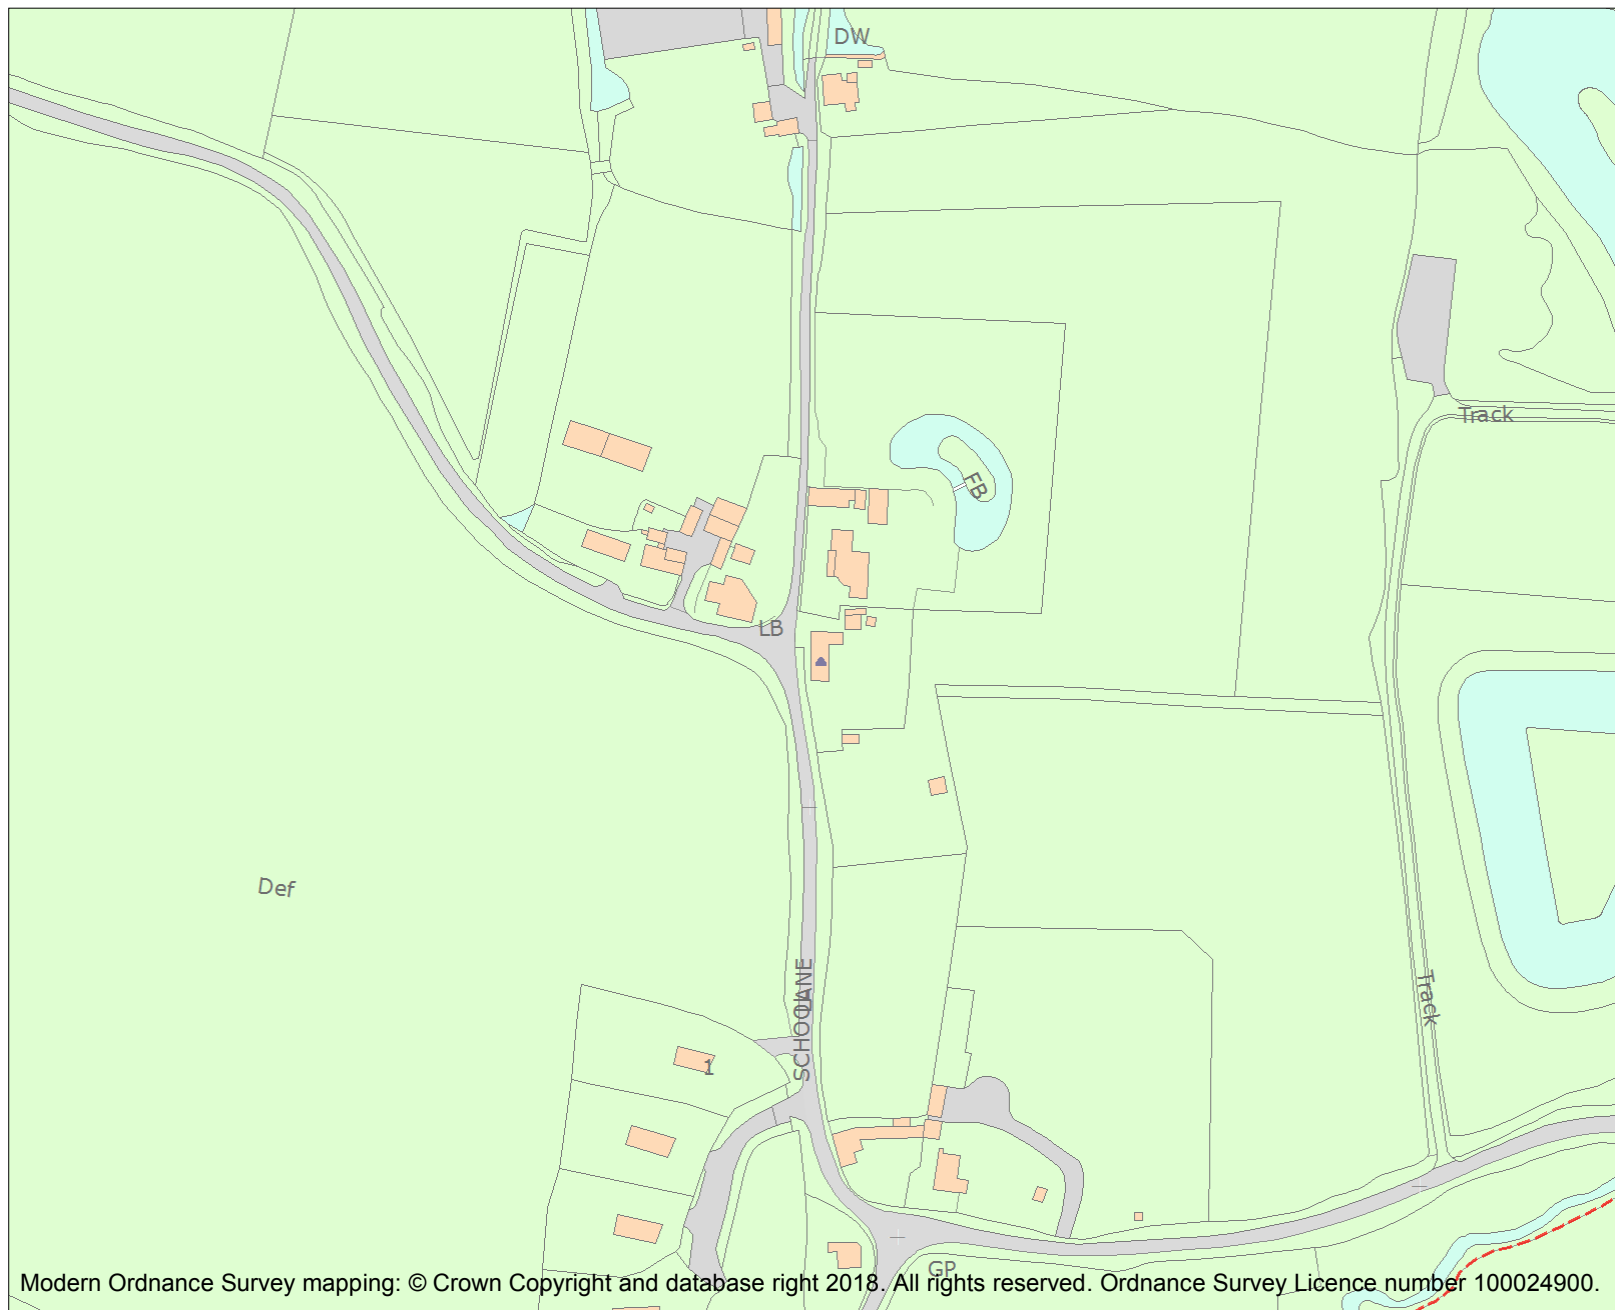 DW
Track
FB
LB
Def
SCHOOL LANE
Track
1
GP
Modern Ordnance Survey mapping: © Crown Copyright and database right 2018. All rights reserved. Ordnance Survey Licence number 100024900.